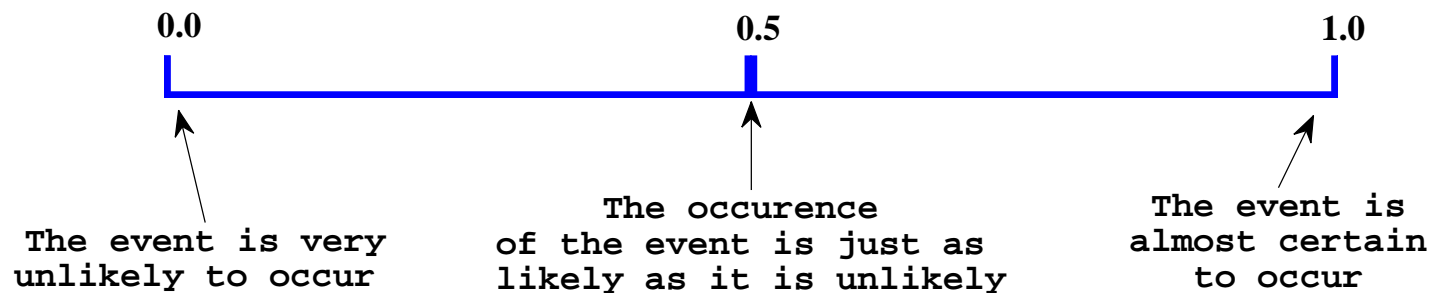 0.0 0.5 1.0
The event is very
unlikely to occur
The occurence
of the event is just as
likely as it is unlikely
The event is
almost certain
to occur